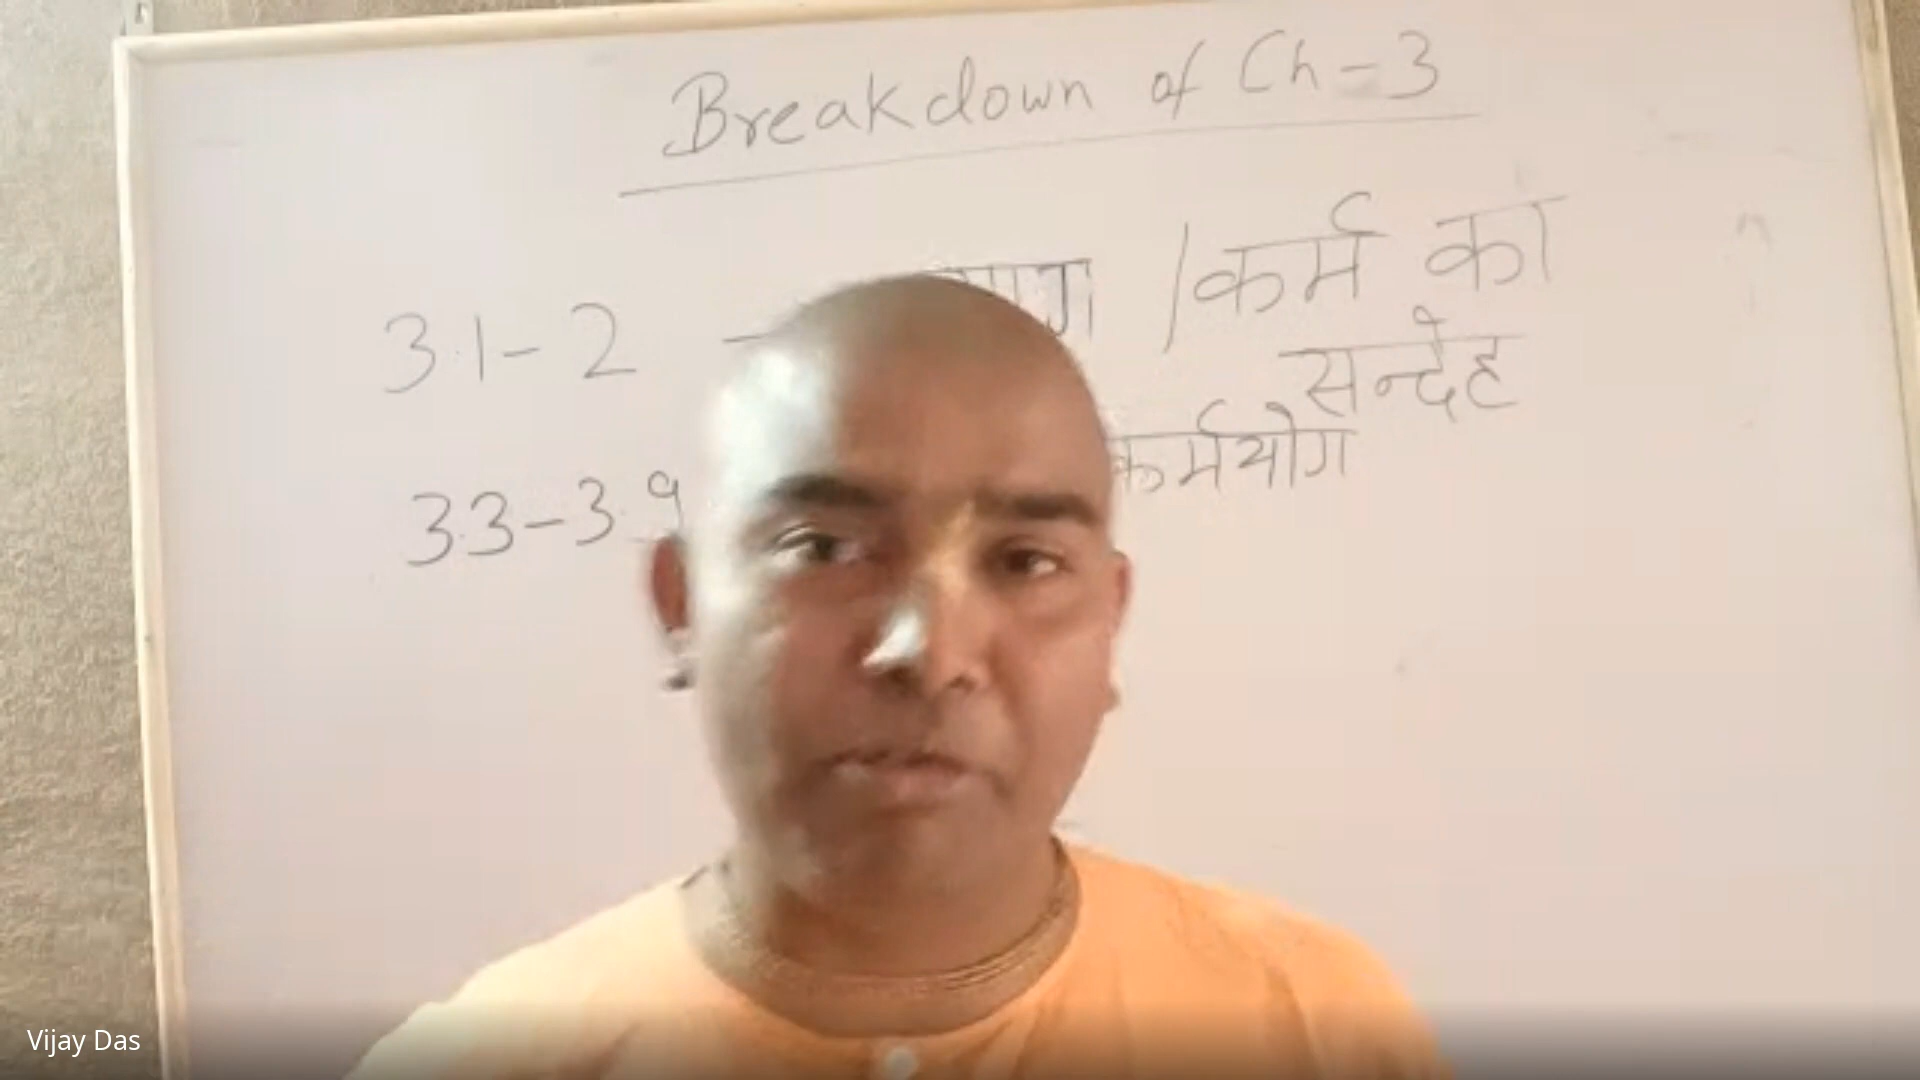 Breakdown of Ch-3
3.1-2 - / कर्म का
सन्देह
3.3-3.9 कर्मयोग
Vijay Das